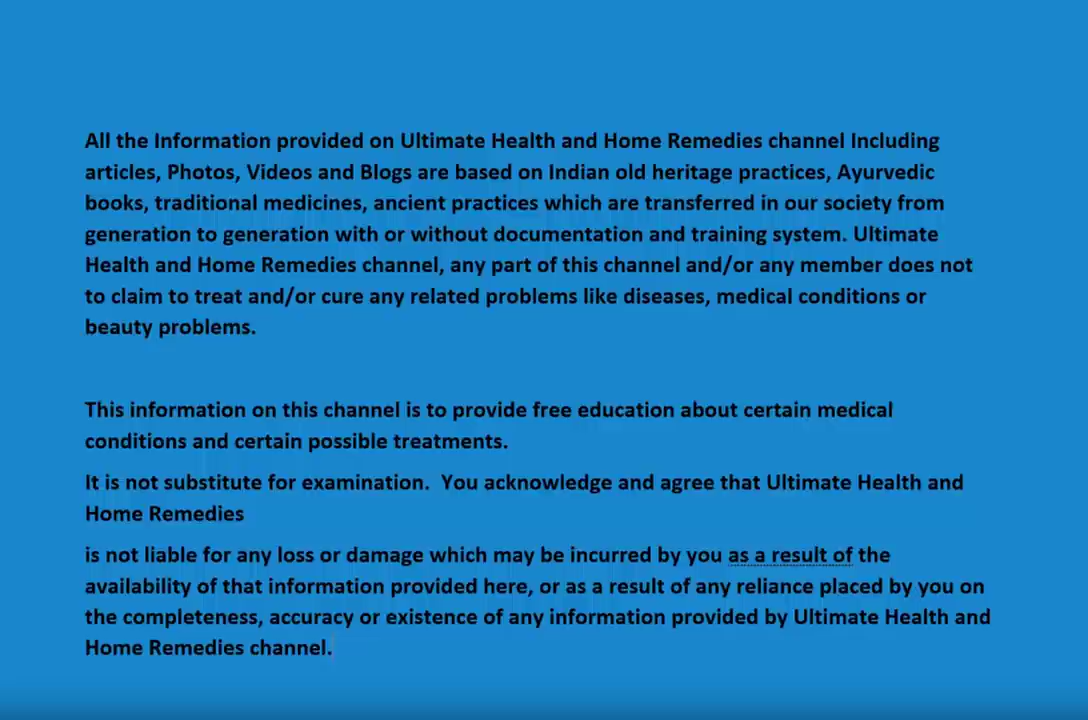 All the Information provided on Ultimate Health and Home Remedies channel Including
articles, Photos, Videos and Blogs are based on Indian old heritage practices, Ayurvedic
books, traditional medicines, ancient practices which are transferred in our society from
generation to generation with or without documentation and training system. Ultimate
Health and Home Remedies channel, any part of this channel and/or any member does not
to claim to treat and/or cure any related problems like diseases, medical conditions or
beauty problems.
This information on this channel is to provide free education about certain medical
conditions and certain possible treatments.
It is not substitute for examination.  You acknowledge and agree that Ultimate Health and
Home Remedies
is not liable for any loss or damage which may be incurred by you as a result of the
availability of that information provided here, or as a result of any reliance placed by you on
the completeness, accuracy or existence of any information provided by Ultimate Health and
Home Remedies channel.